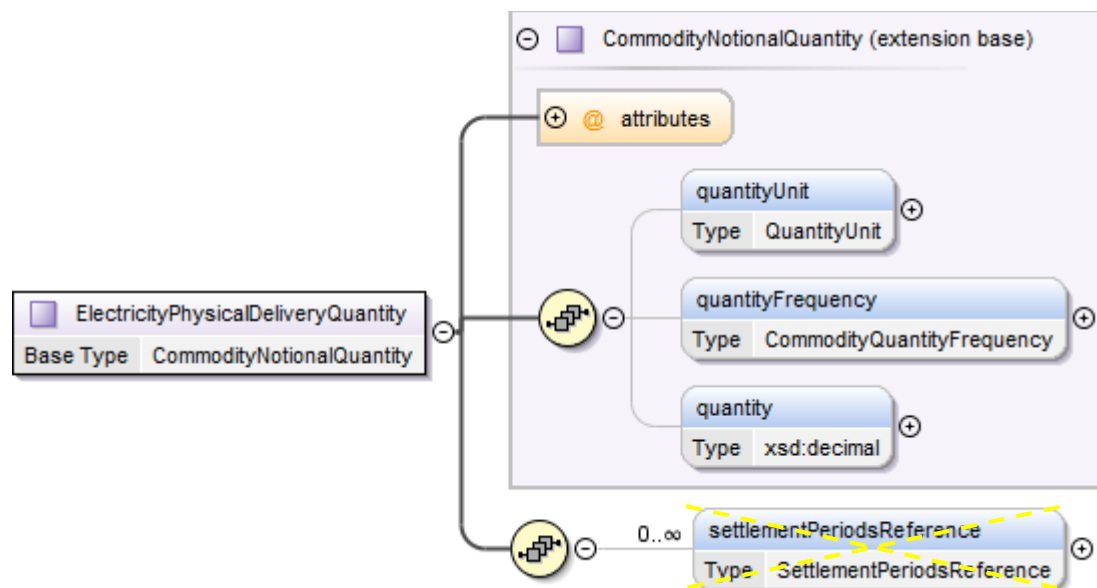 CommodityNotionalQuantity (extension base)
@ attributes
quantityUnit
Type QuantityUnit
quantityFrequency
Type CommodityQuantityFrequency
quantity
Type xsd:decimal
ElectricityPhysicalDeliveryQuantity
Base Type CommodityNotionalQuantity
0..∞
settlementPeriodsReference
Type SettlementPeriodsReference